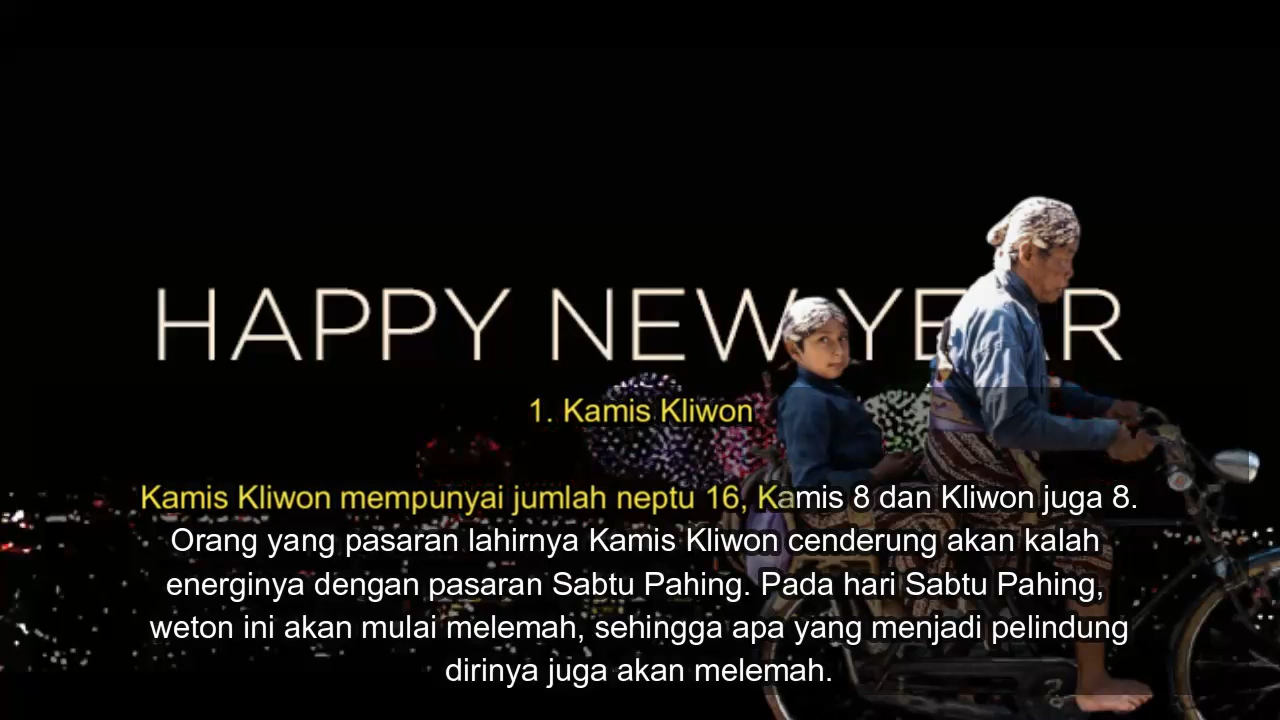 HAPPY NEW YEAR
1. Kamis Kliwon
Kamis Kliwon mempunyai jumlah neptu 16, Kamis 8 dan Kliwon juga 8.
Orang yang pasaran lahirnya Kamis Kliwon cenderung akan kalah
energinya dengan pasaran Sabtu Pahing. Pada hari Sabtu Pahing,
weton ini akan mulai melemah, sehingga apa yang menjadi pelindung
dirinya juga akan melemah.